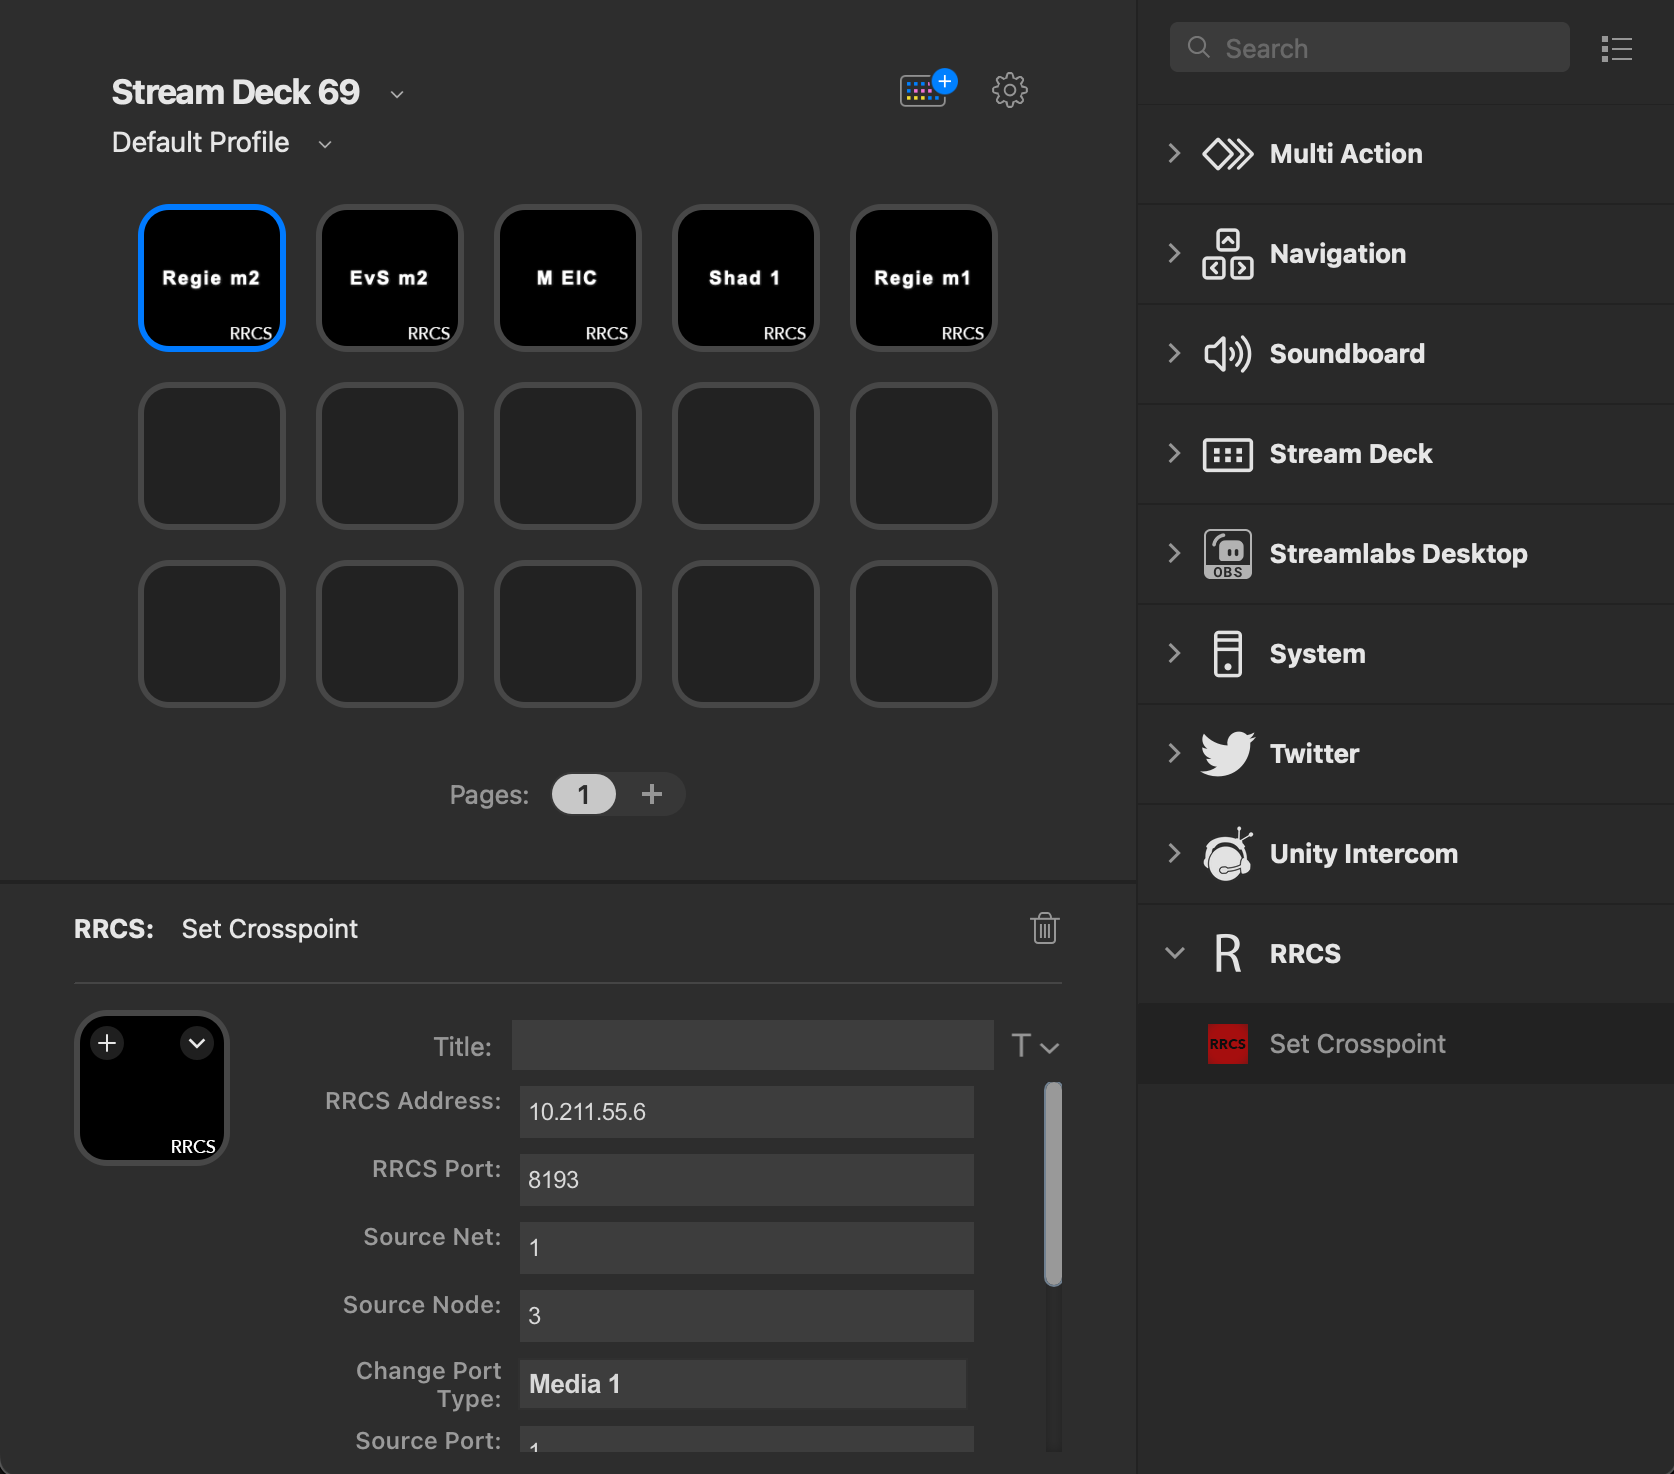 Stream Deck 69
Default Profile
Regie m2
RRCS
EvS m2
RRCS
M EIC
RRCS
Shad 1
RRCS
Regie m1
RRCS
Pages: 1 +
RRCS: Set Crosspoint
RRCS
Title: T
RRCS Address: 10.211.55.6
RRCS Port: 8193
Source Net: 1
Source Node: 3
Change Port
Type: Media 1
Source Port: 1
Search
Multi Action
Navigation
Soundboard
Stream Deck
OBS
Streamlabs Desktop
System
Twitter
Unity Intercom
R RRCS
RRCS Set Crosspoint